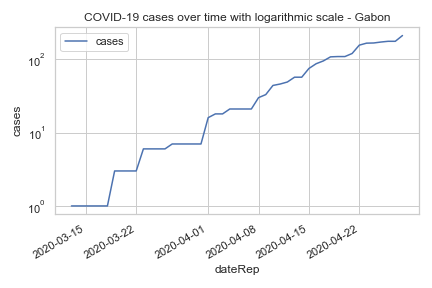 COVID-19 cases over time with logarithmic scale - Gabon
cases
10²
10¹
10⁰
cases
2020-03-15
2020-03-22
2020-04-01
2020-04-08
2020-04-15
2020-04-22
dateRep